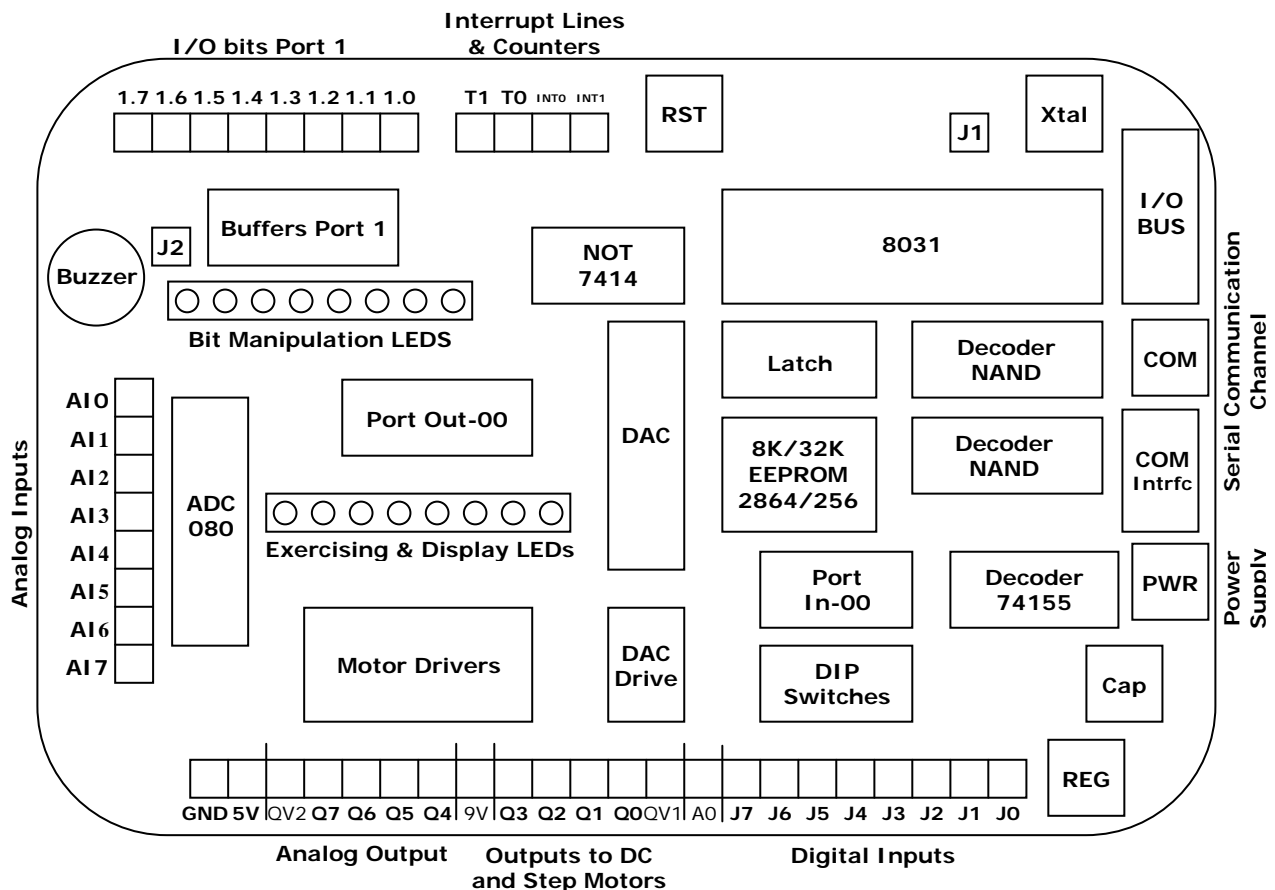 Interrupt Lines
& Counters
I/O bits Port 1
1.7 1.6 1.5 1.4 1.3 1.2 1.1 1.0
T1 T0 INT0 INT1
RST
J1
Xtal
I/O
BUS
Buffers Port 1
J2
Buzzer
NOT
7414
8031
Bit Manipulation LEDS
Latch
Decoder
NAND
COM
Serial Communication
Channel
AI0
AI1
AI2
AI3
AI4
AI5
AI6
AI7
Analog Inputs
ADC
080
Port Out-00
DAC
8K/32K
EEPROM
2864/256
Decoder
NAND
COM
Intrfc
Exercising & Display LEDs
Port
In-00
Decoder
74155
PWR
Power
Supply
Motor Drivers
DAC
Drive
DIP
Switches
Cap
REG
GND 5V QV2 Q7 Q6 Q5 Q4 9V Q3 Q2 Q1 Q0 QV1 A0 J7 J6 J5 J4 J3 J2 J1 J0
Analog Output
Outputs to DC
and Step Motors
Digital Inputs